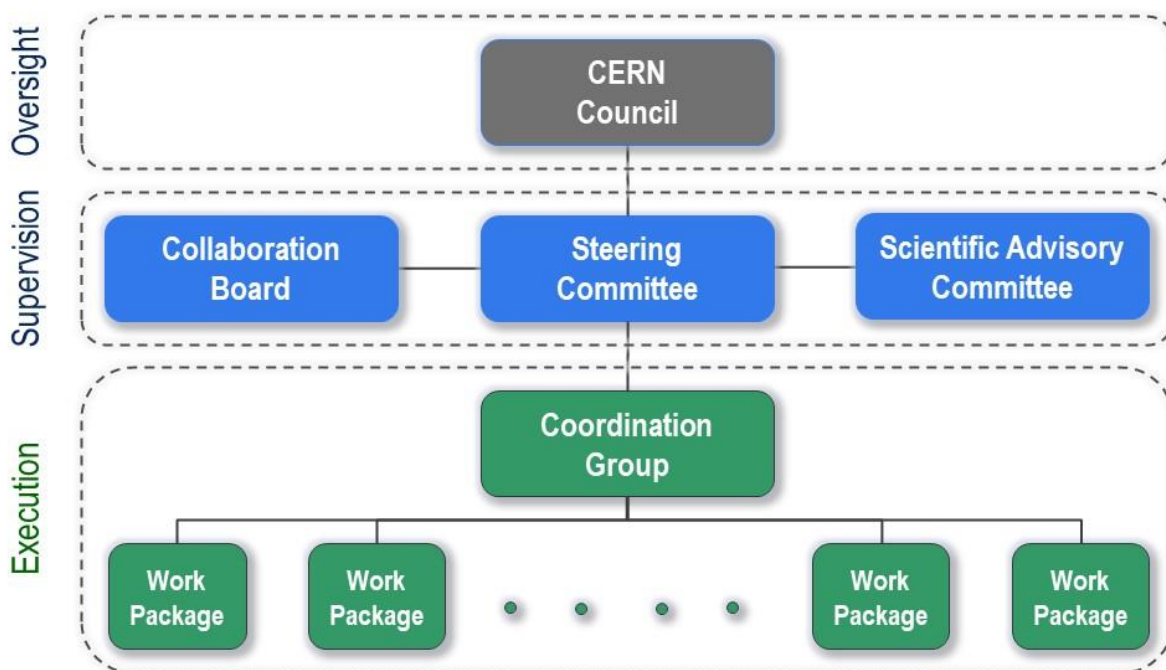 Oversight
CERN
Council
Supervision
Collaboration
Board
Steering
Committee
Scientific Advisory
Committee
Execution
Coordination
Group
Work
Package
Work
Package
Work
Package
Work
Package